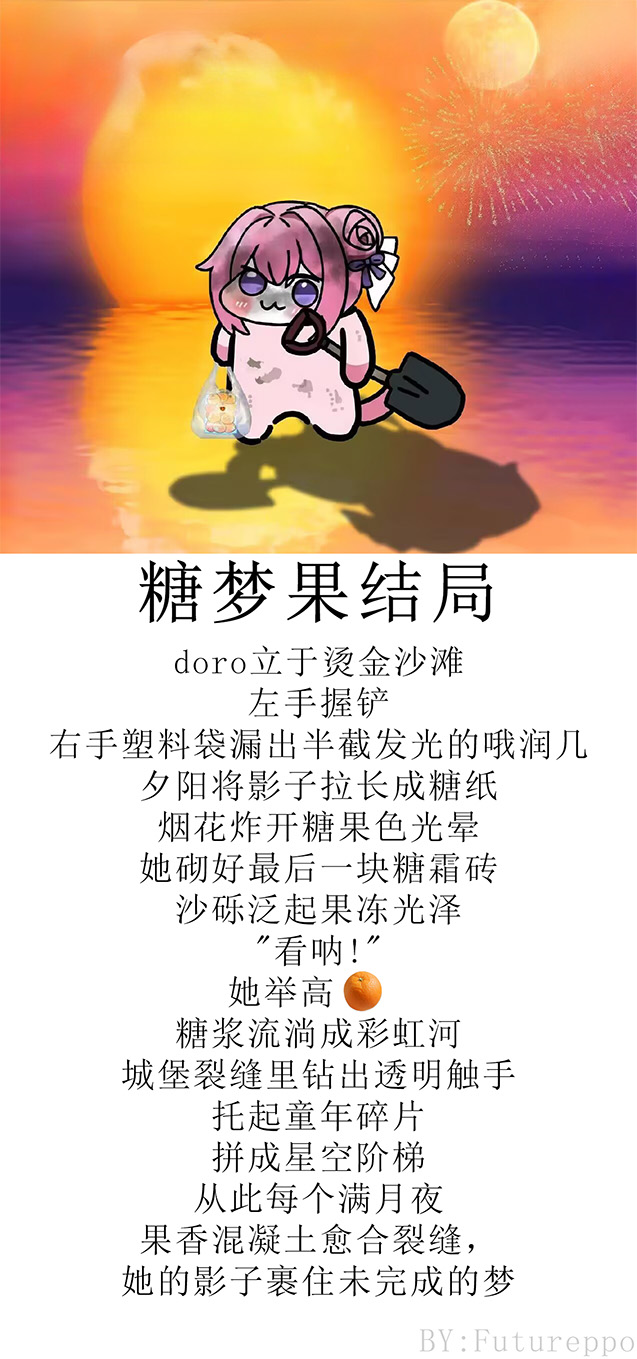 糖梦果结局
doro立于烫金沙滩
左手握铲
右手塑料袋漏出半截发光的哦润几
夕阳将影子拉长成糖纸
烟花炸开糖果色光晕
她砌好最后一块糖霜砖
沙砾泛起果冻光泽
"看呐!"
她举高
糖浆流淌成彩虹河
城堡裂缝里钻出透明触手
托起童年碎片
拼成星空阶梯
从此每个满月夜
果香混凝土愈合裂缝，
她的影子裹住未完成的梦
BY:Futureppo